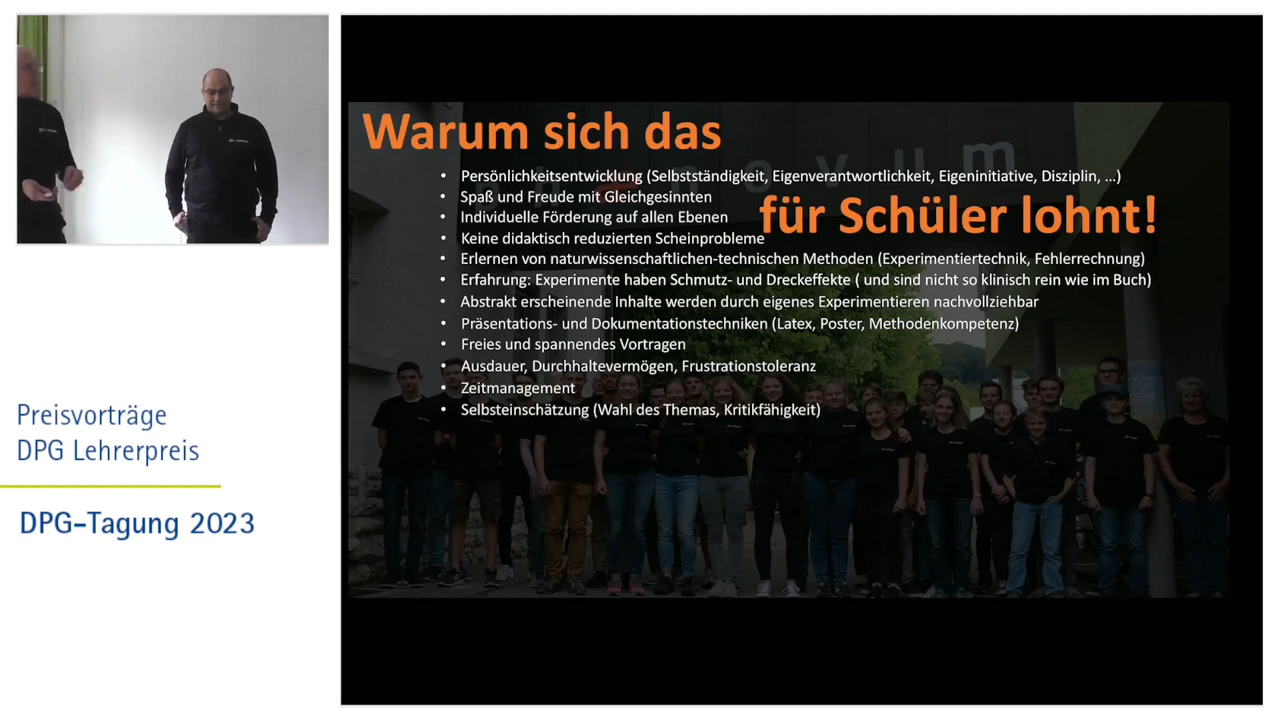 Warum sich das
• Persönlichkeitsentwicklung (Selbstständigkeit, Eigenverantwortlichkeit, Eigeninitiative, Disziplin, ...)
• Spaß und Freude mit Gleichgesinnten
für Schüler lohnt!
• Individuelle Förderung auf allen Ebenen
• Keine didaktisch reduzierten Scheinprobleme
• Erlernen von naturwissenschaftlichen-technischen Methoden (Experimentiertechnik, Fehlerrechnung)
• Erfahrung: Experimente haben Schmutz- und Dreckeffekte ( und sind nicht so klinisch rein wie im Buch)
• Abstrakt erscheinende Inhalte werden durch eigenes Experimentieren nachvollziehbar
• Präsentations- und Dokumentationstechniken (Latex, Poster, Methodenkompetenz)
• Freies und spannendes Vortragen
• Ausdauer, Durchhaltevermögen, Frustrationstoleranz
• Zeitmanagement
• Selbsteinschätzung (Wahl des Themas, Kritikfähigkeit)
Preisvorträge
DPG Lehrerpreis
DPG-Tagung 2023